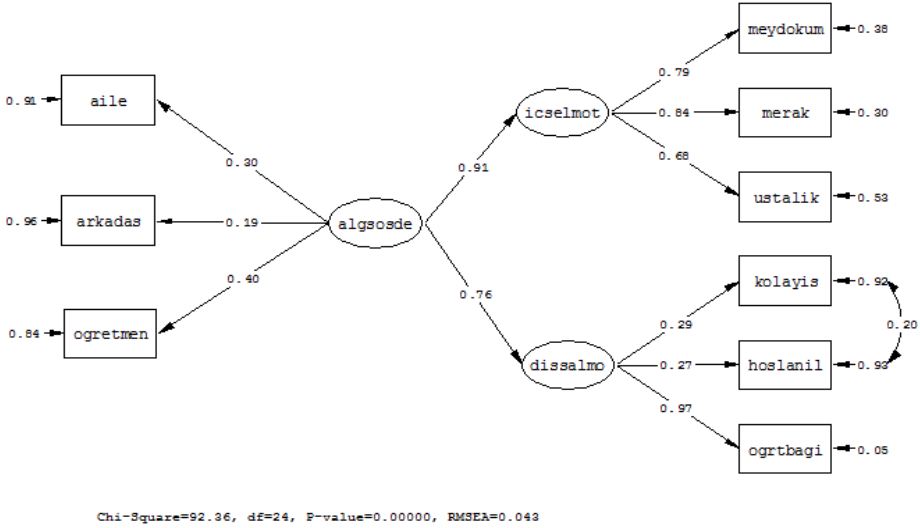 meydokum
0.38
0.79
aile
0.91
icselmot
0.84
merak
0.30
0.30
0.68
0.91
ustalik
0.53
arkadas
0.96
0.19
algsosde
kolayis
0.92
0.40
0.76
0.29
0.20
ogretmen
0.84
dissalmo
0.27
hoslanil
0.93
0.97
ogrtbagi
0.05
Chi-Square=92.36, df=24, P-value=0.00000, RMSEA=0.043